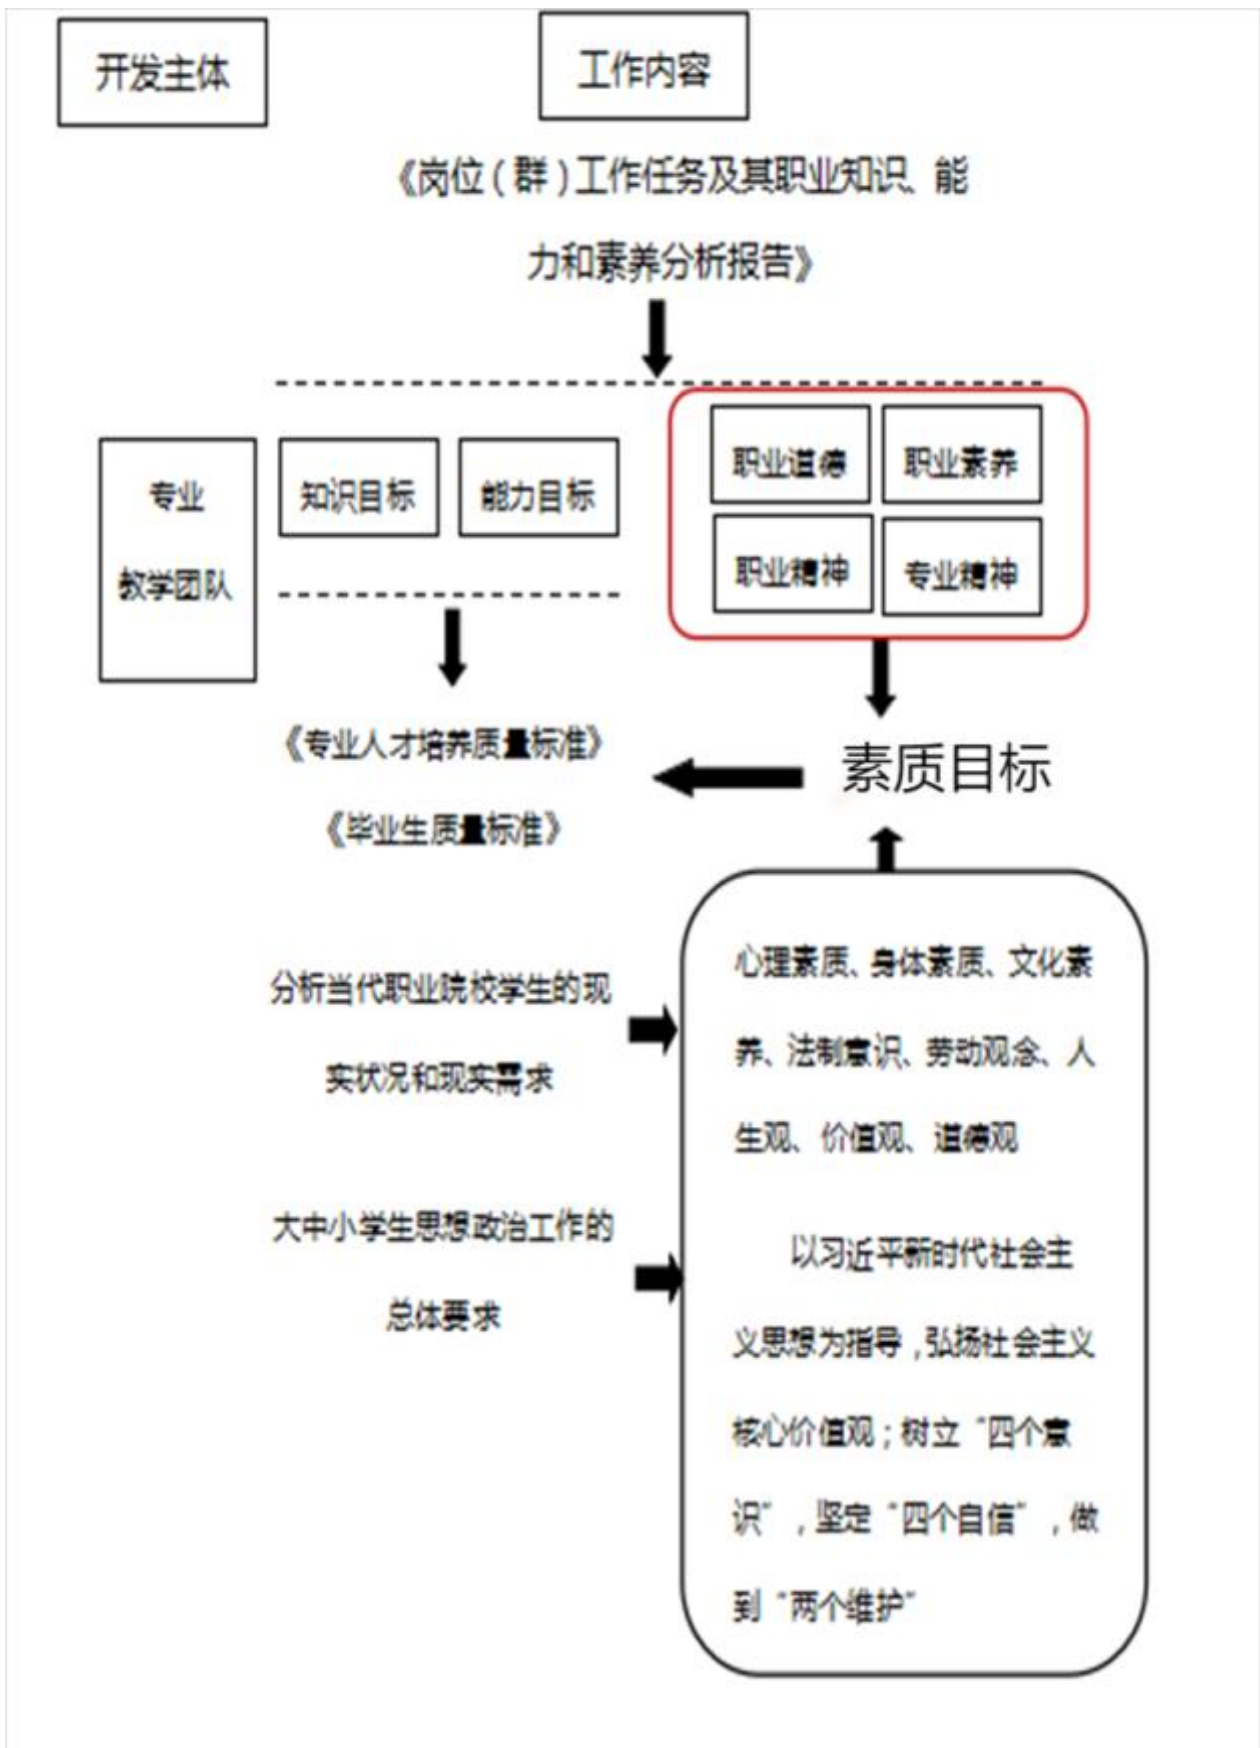 开发主体
工作内容
《岗位（群）工作任务及其职业知识、能
力和素养分析报告》
专业
教学团队
知识目标
能力目标
职业道德
职业素养
职业精神
专业精神
《专业人才培养质量标准》
《毕业生质量标准》
素质目标
分析当代职业院校学生的现
实状况和现实需求
大中小学生思想政治工作的
总体要求
心理素质、身体素质、文化素
养、法制意识、劳动观念、人
生观、价值观、道德观
以习近平新时代社会主
义思想为指导，弘扬社会主义
核心价值观；树立“四个意
识”，坚定“四个自信”，做
到“两个维护”